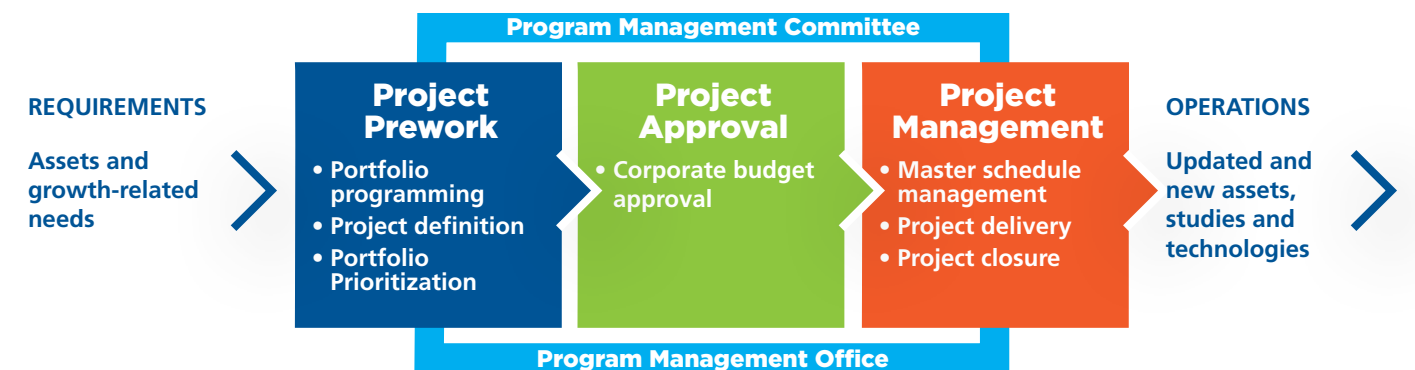 Program Management Committee
REQUIREMENTS
Assets and
growth-related
needs
Project
Prework
• Portfolio
programming
• Project definition
• Portfolio
Prioritization
Project
Approval
• Corporate budget
approval
Project
Management
• Master schedule
management
• Project delivery
• Project closure
OPERATIONS
Updated and
new assets,
studies and
technologies
Program Management Office